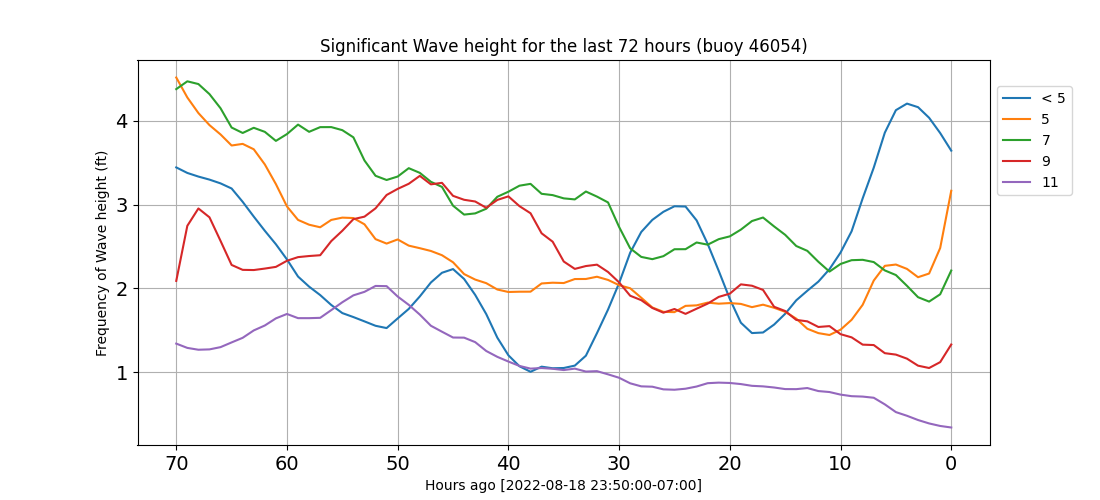 Significant Wave height for the last 72 hours (buoy 46054)
Frequency of Wave height (ft)
4
3
2
1
70 60 50 40 30 20 10 0
Hours ago [2022-08-18 23:50:00-07:00]
< 5
5
7
9
11